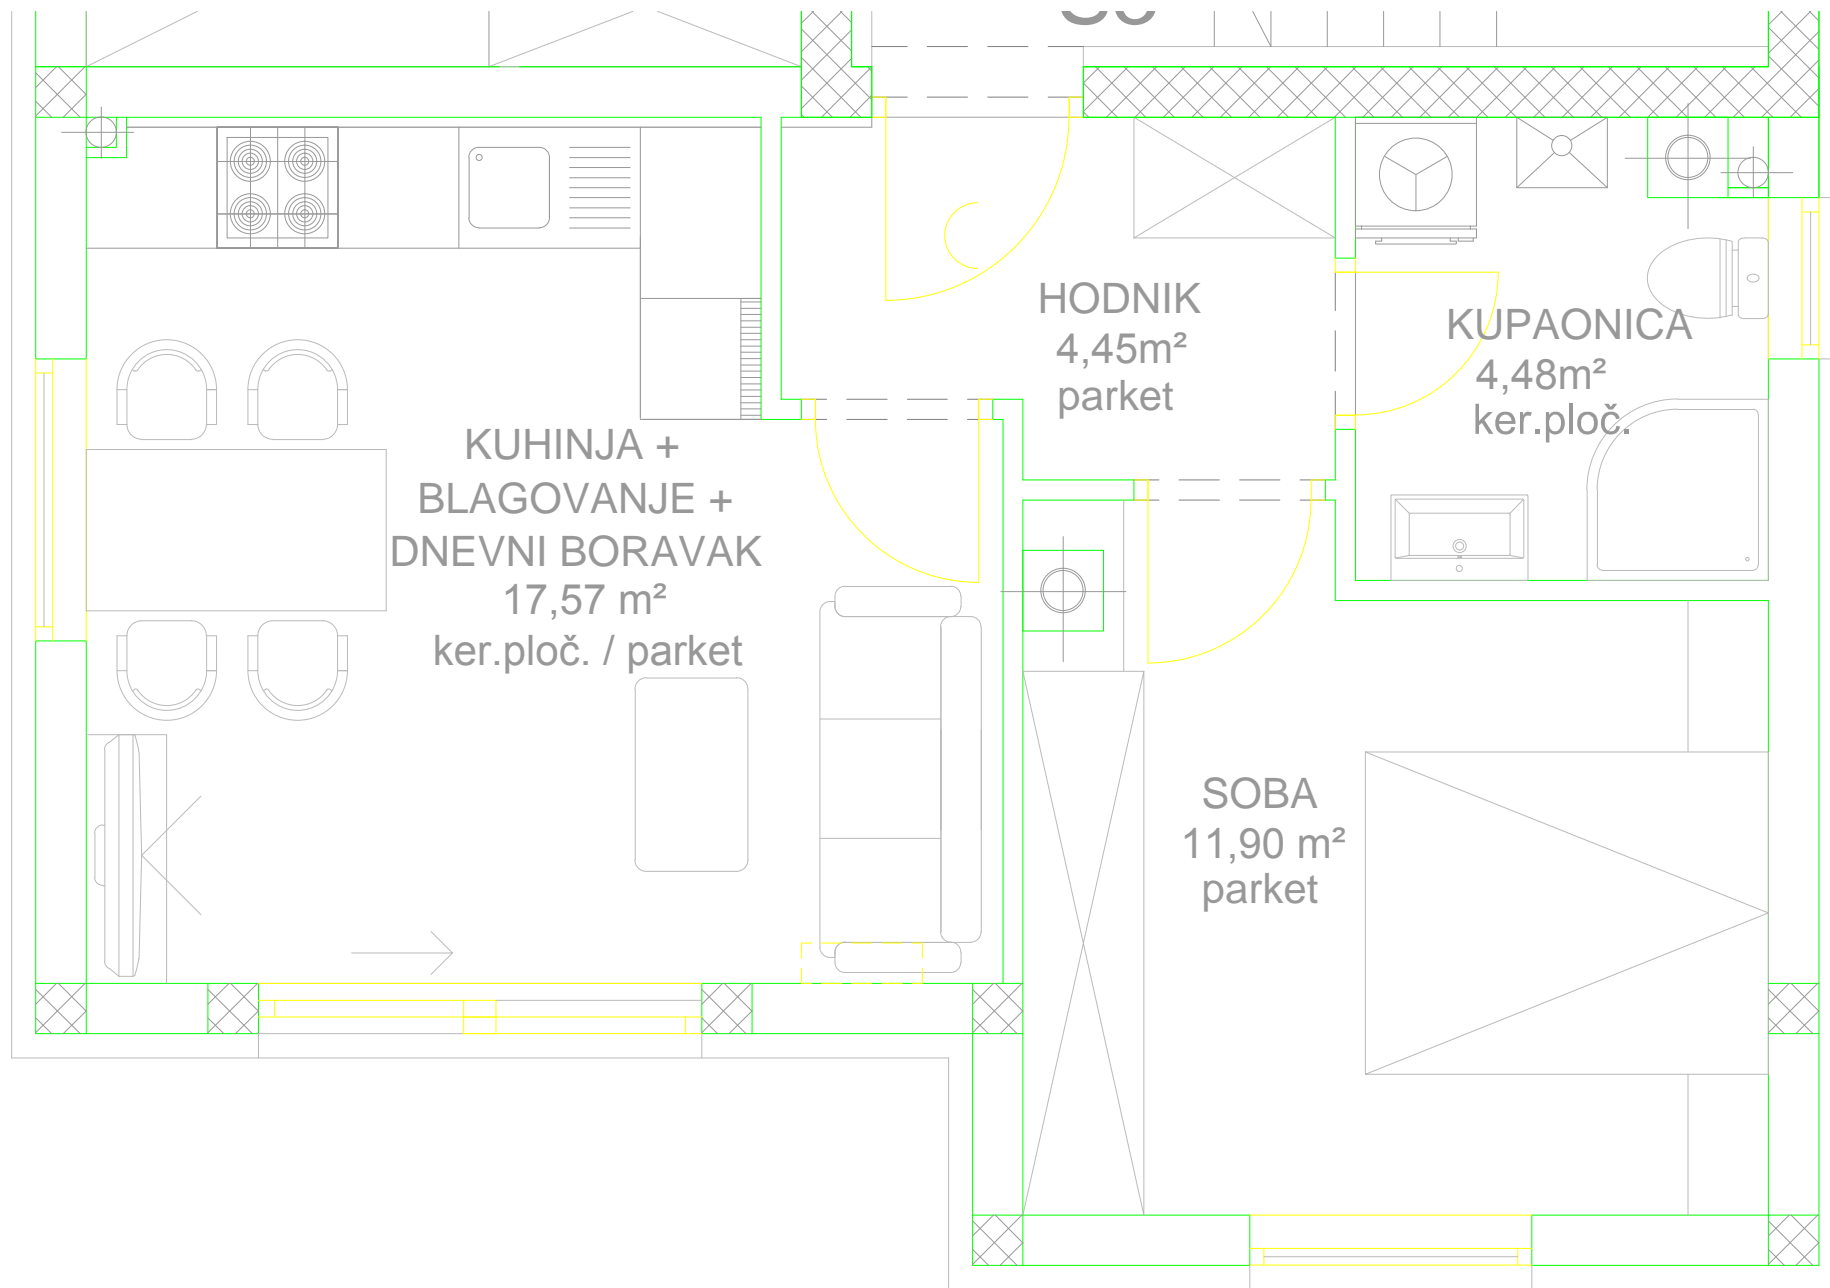 HODNIK
4,45m²
parket
KUPAONICA
4,48m²
ker.ploč.
KUHINJA +
BLAGOVANJE +
DNEVNI BORAVAK
17,57 m²
ker.ploč. / parket
SOBA
11,90 m²
parket